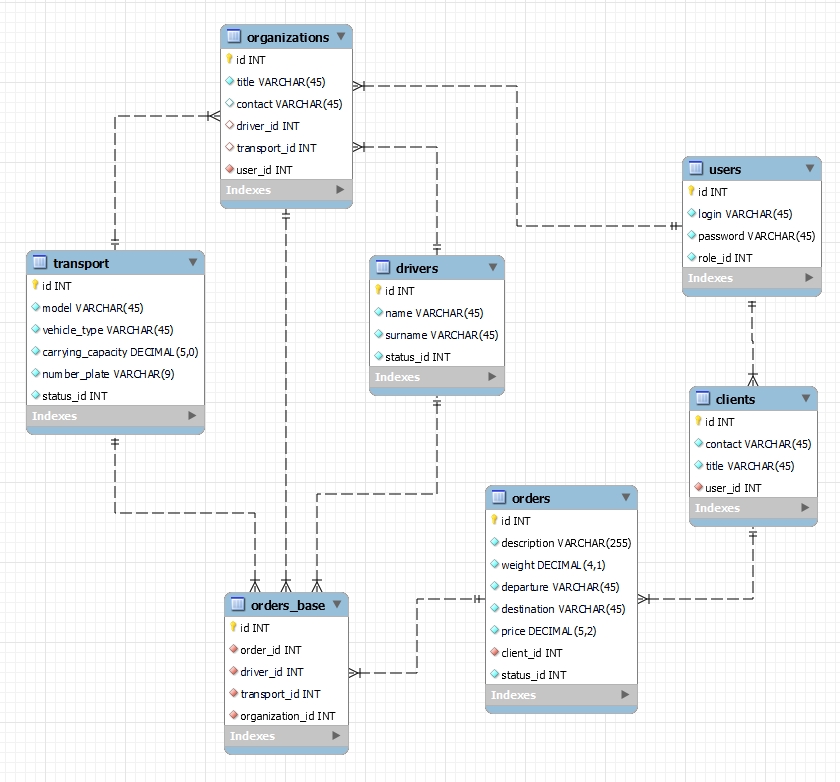 organizations
id INT
title VARCHAR(45)
contact VARCHAR(45)
driver_id INT
transport_id INT
user_id INT
Indexes
users
id INT
login VARCHAR(45)
password VARCHAR(45)
role_id INT
Indexes
transport
id INT
model VARCHAR(45)
vehicle_type VARCHAR(45)
carrying_capacity DECIMAL(5,0)
number_plate VARCHAR(9)
status_id INT
Indexes
drivers
id INT
name VARCHAR(45)
surname VARCHAR(45)
status_id INT
Indexes
clients
id INT
contact VARCHAR(45)
title VARCHAR(45)
user_id INT
Indexes
orders
id INT
description VARCHAR(255)
weight DECIMAL(4,1)
departure VARCHAR(45)
destination VARCHAR(45)
price DECIMAL(5,2)
client_id INT
status_id INT
Indexes
orders_base
id INT
order_id INT
driver_id INT
transport_id INT
organization_id INT
Indexes